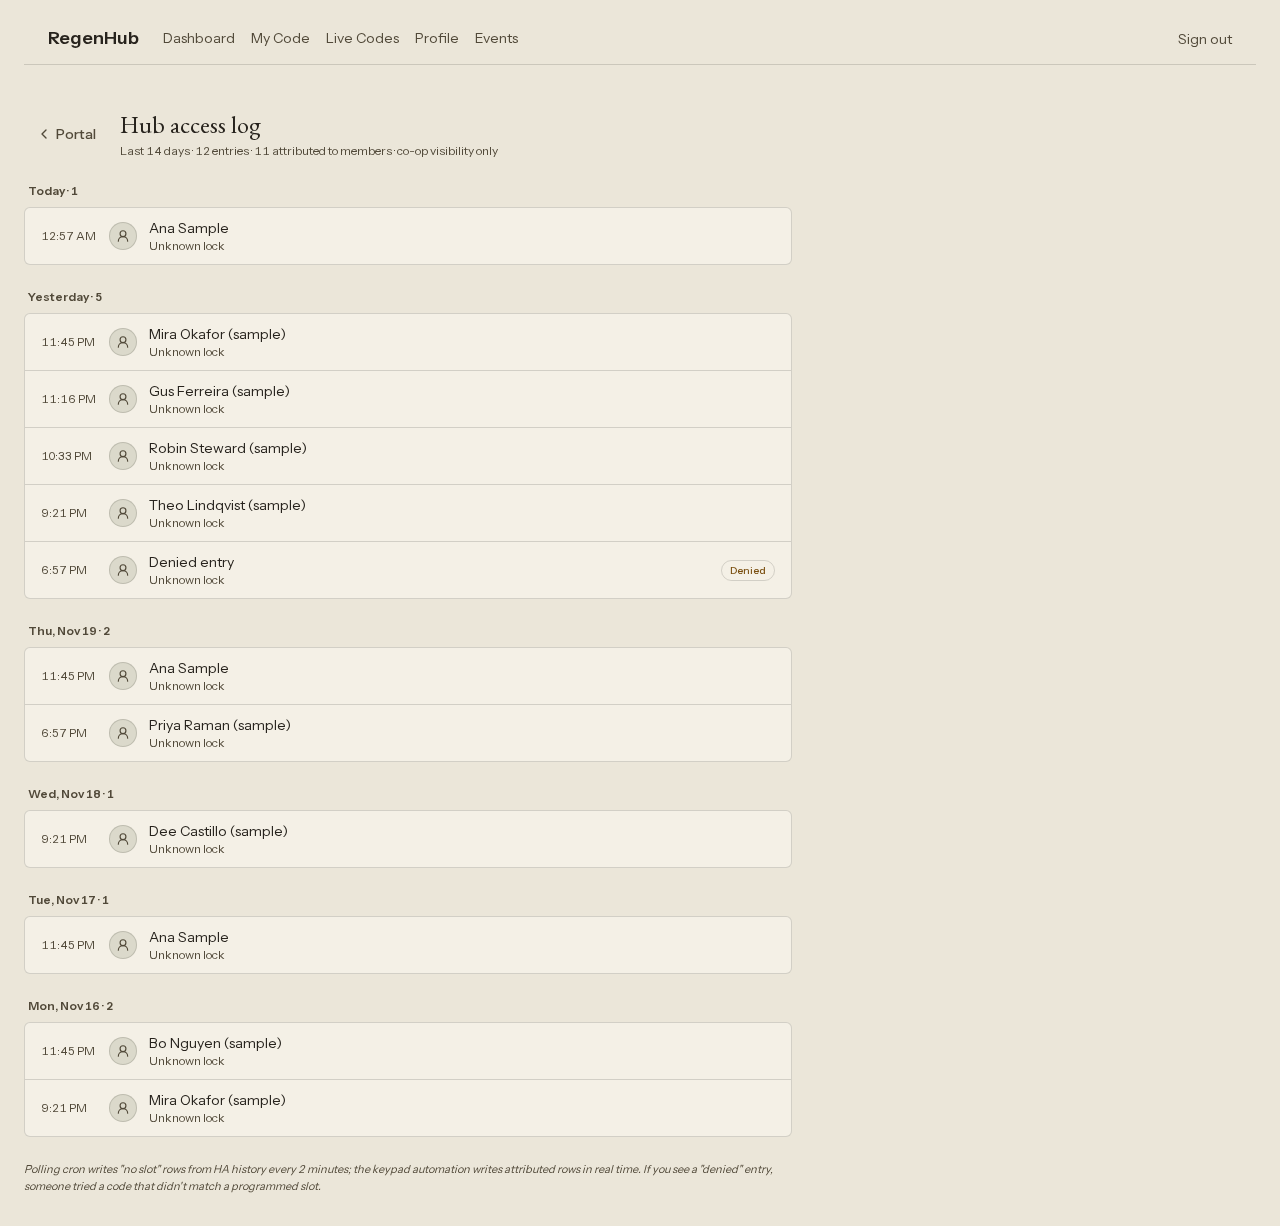 RegenHub Dashboard My Code Live Codes Profile Events Sign out
Portal
Hub access log
Last 14 days · 12 entries · 11 attributed to members · co-op visibility only
Today · 1
12:57 AM
Ana Sample
Unknown lock
Yesterday · 5
11:45 PM
Mira Okafor (sample)
Unknown lock
11:16 PM
Gus Ferreira (sample)
Unknown lock
10:33 PM
Robin Steward (sample)
Unknown lock
9:21 PM
Theo Lindqvist (sample)
Unknown lock
6:57 PM
Denied entry
Unknown lock
Denied
Thu, Nov 19 · 2
11:45 PM
Ana Sample
Unknown lock
6:57 PM
Priya Raman (sample)
Unknown lock
Wed, Nov 18 · 1
9:21 PM
Dee Castillo (sample)
Unknown lock
Tue, Nov 17 · 1
11:45 PM
Ana Sample
Unknown lock
Mon, Nov 16 · 2
11:45 PM
Bo Nguyen (sample)
Unknown lock
9:21 PM
Mira Okafor (sample)
Unknown lock
Polling cron writes "no slot" rows from HA history every 2 minutes; the keypad automation writes attributed rows in real time. If you see a "denied" entry,
someone tried a code that didn't match a programmed slot.